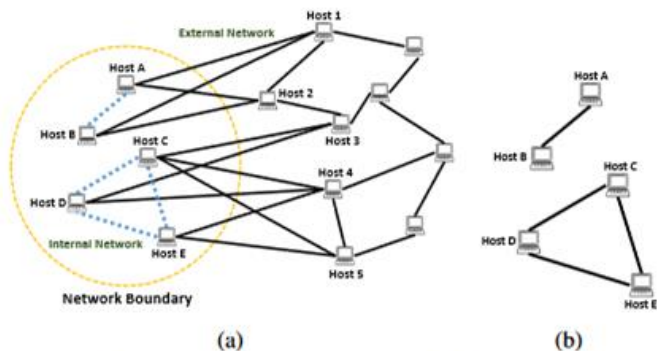 Host 1
External Network
Host A
Host 2
Host B
Host C
Host 3
Host 4
Host D
Internal Network
Host E
Host 5
Network Boundary
(a)
Host A
Host B
Host C
Host D
Host E
(b)